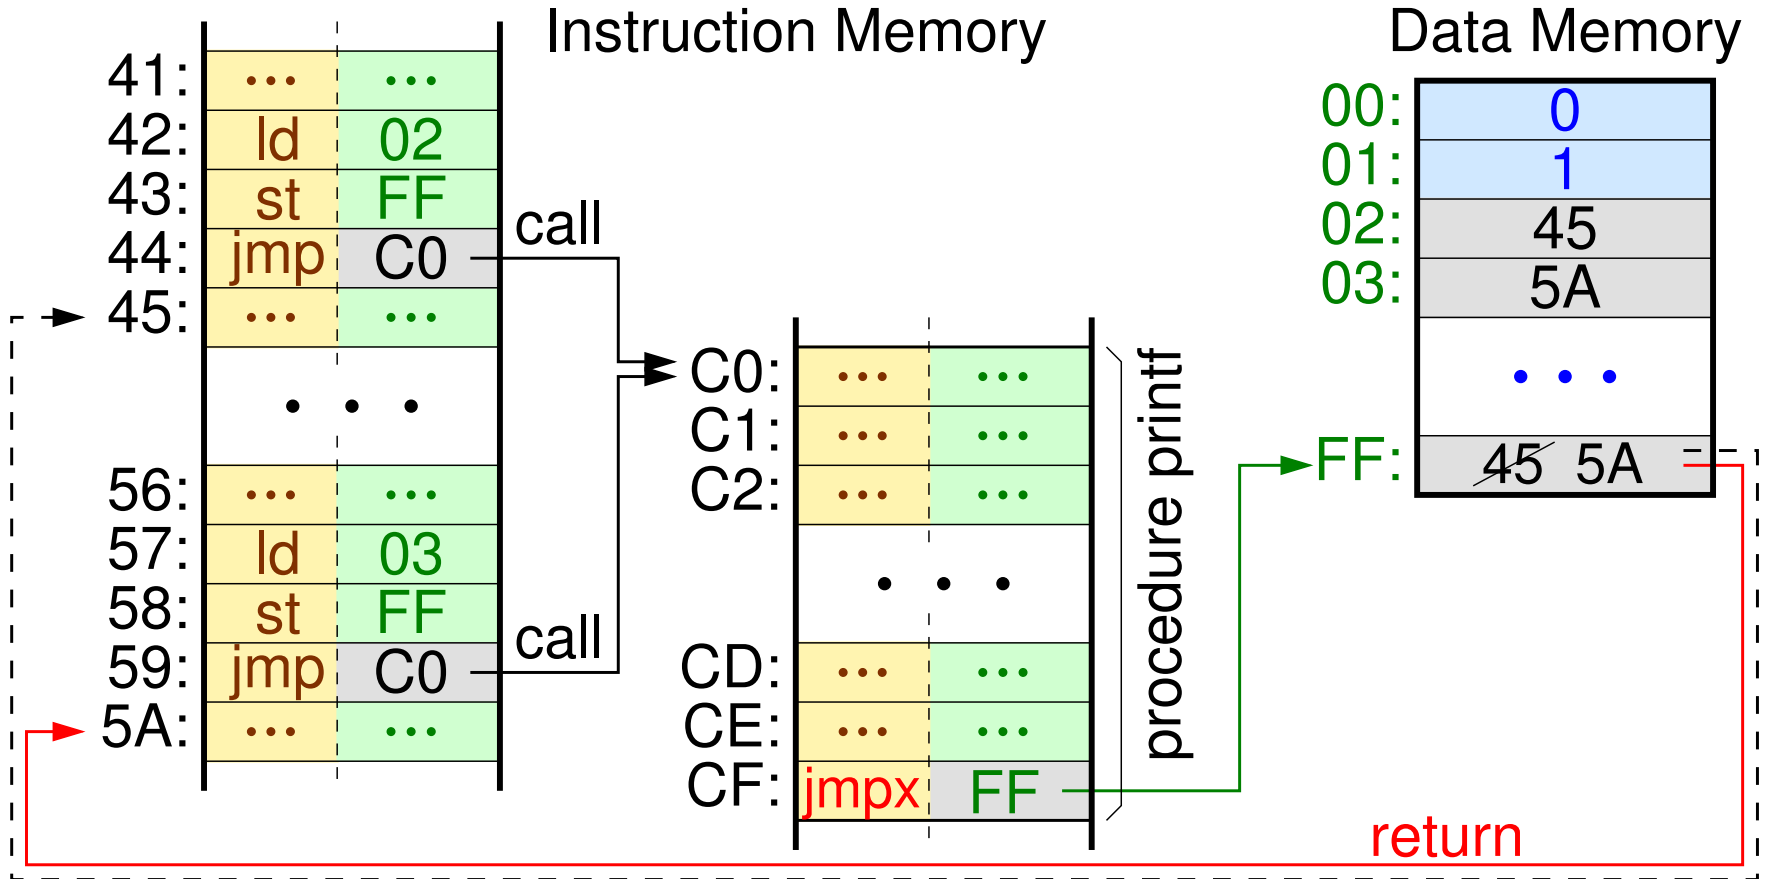 Instruction Memory
Data Memory
41: ... ...
42: ld 02
43: st FF
44: jmp C0
45: ... ...
. . .
56: ... ...
57: ld 03
58: st FF
59: jmp C0
5A: ... ...
call
call
C0: ... ...
C1: ... ...
C2: ... ...
. . .
CD: ... ...
CE: ... ...
CF: jmpx FF
procedure printf
00: 0
01: 1
02: 45
03: 5A
. . .
FF: 45 5A
return